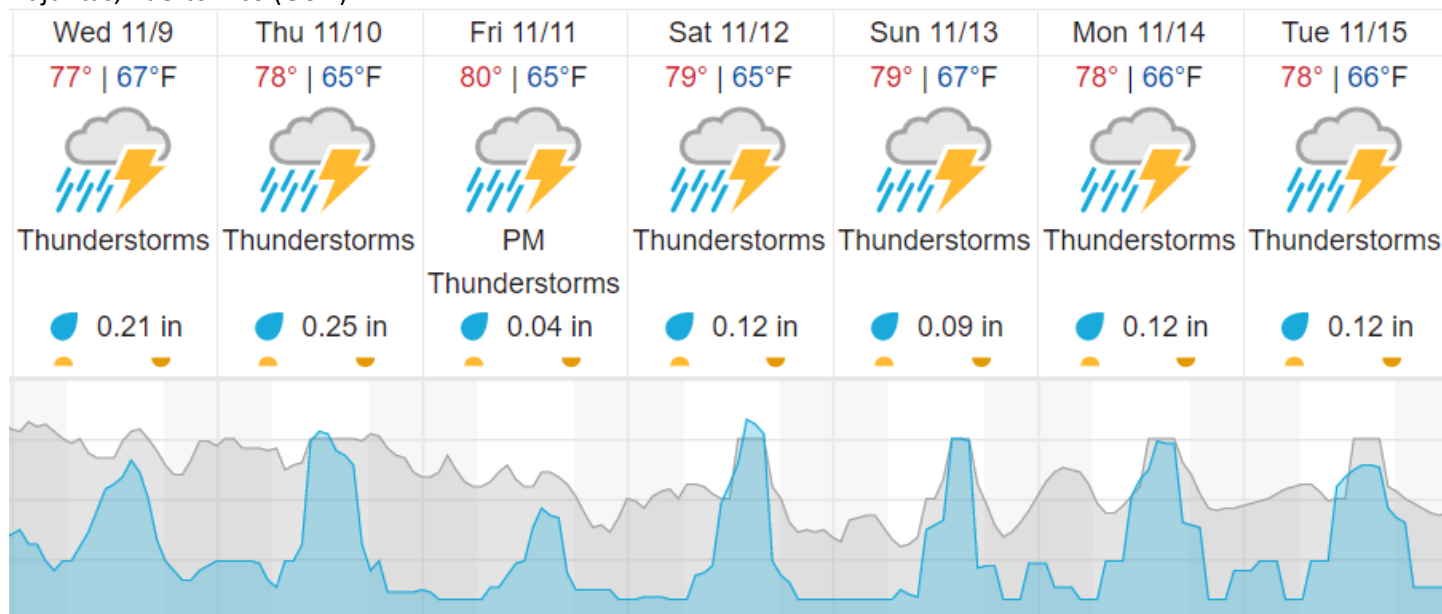 Wed 11/9 Thu 11/10 Fri 11/11 Sat 11/12 Sun 11/13 Mon 11/14 Tue 11/15
77° | 67°F 78° | 65°F 80° | 65°F 79° | 65°F 79° | 67°F 78° | 66°F 78° | 66°F
Thunderstorms Thunderstorms PM Thunderstorms Thunderstorms Thunderstorms Thunderstorms
Thunderstorms
0.21 in 0.25 in 0.04 in 0.12 in 0.09 in 0.12 in 0.12 in